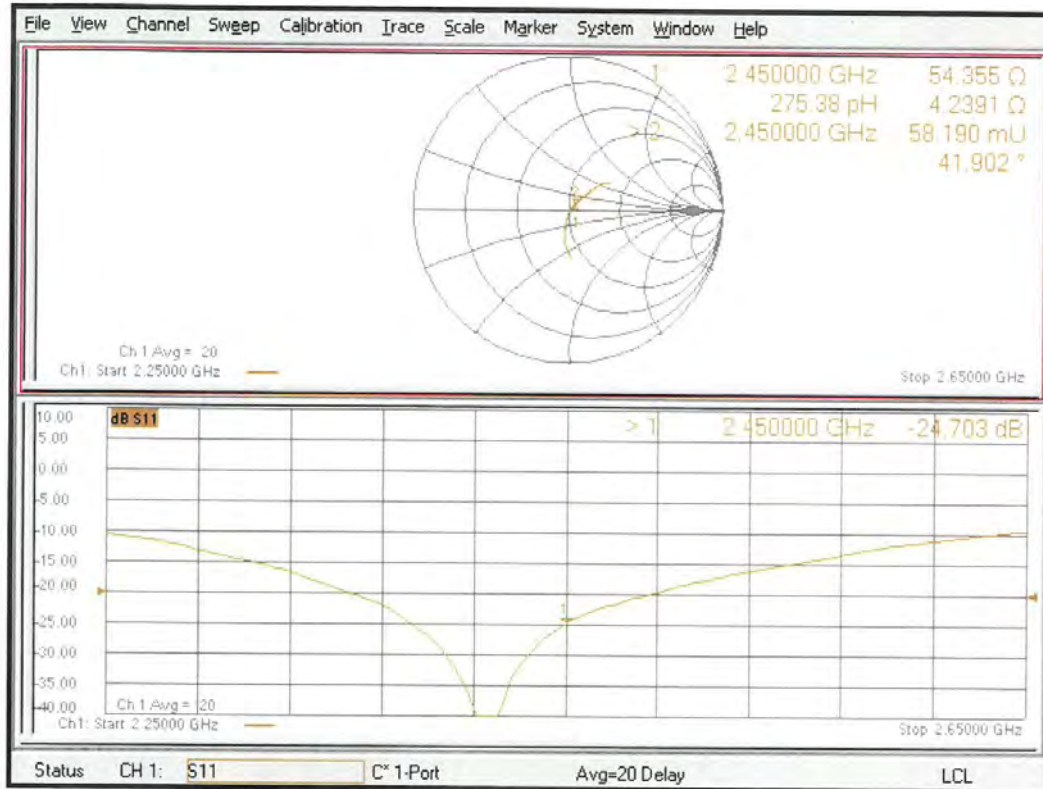 File View Channel Sweep Calibration Trace Scale Marker System Window Help
1 2.450000 GHz 54.355 Ω
275.38 pH 4.2391 Ω
> 2 2.450000 GHz 58.190 mU
41.902 °
Ch 1 Avg = 20
Ch1: Start 2.25000 GHz
Stop 2.65000 GHz
10.00 dB S11
> 1 2.450000 GHz -24.703 dB
5.00
0.00
-5.00
-10.00
-15.00
-20.00
1
-25.00
-30.00
-35.00
-40.00
Ch 1 Avg = 20
Ch1: Start 2.25000 GHz
Stop 2.65000 GHz
Status CH 1: S11 C* 1-Port Avg=20 Delay LCL